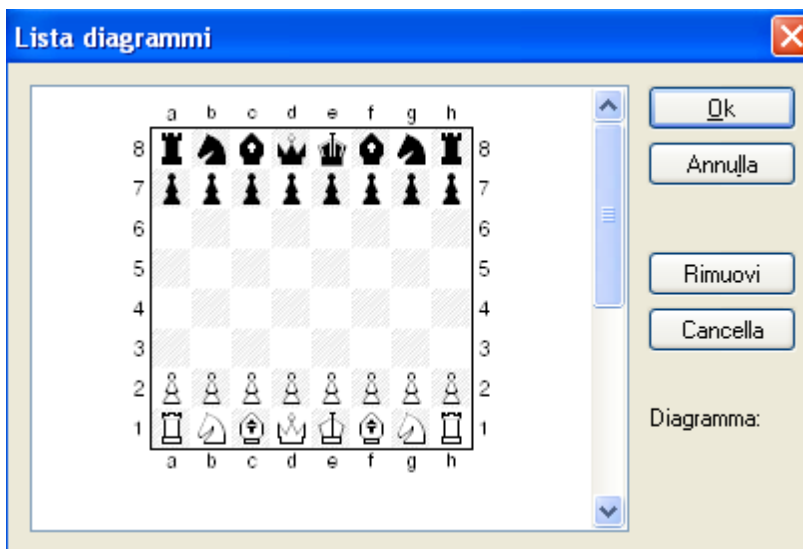 Lista diagrammi
a b c d e f g h
8 8
7 7
6 6
5 5
4 4
3 3
2 2
1 1
a b c d e f g h
Ok
Annulla
Rimuovi
Cancella
Diagramma: